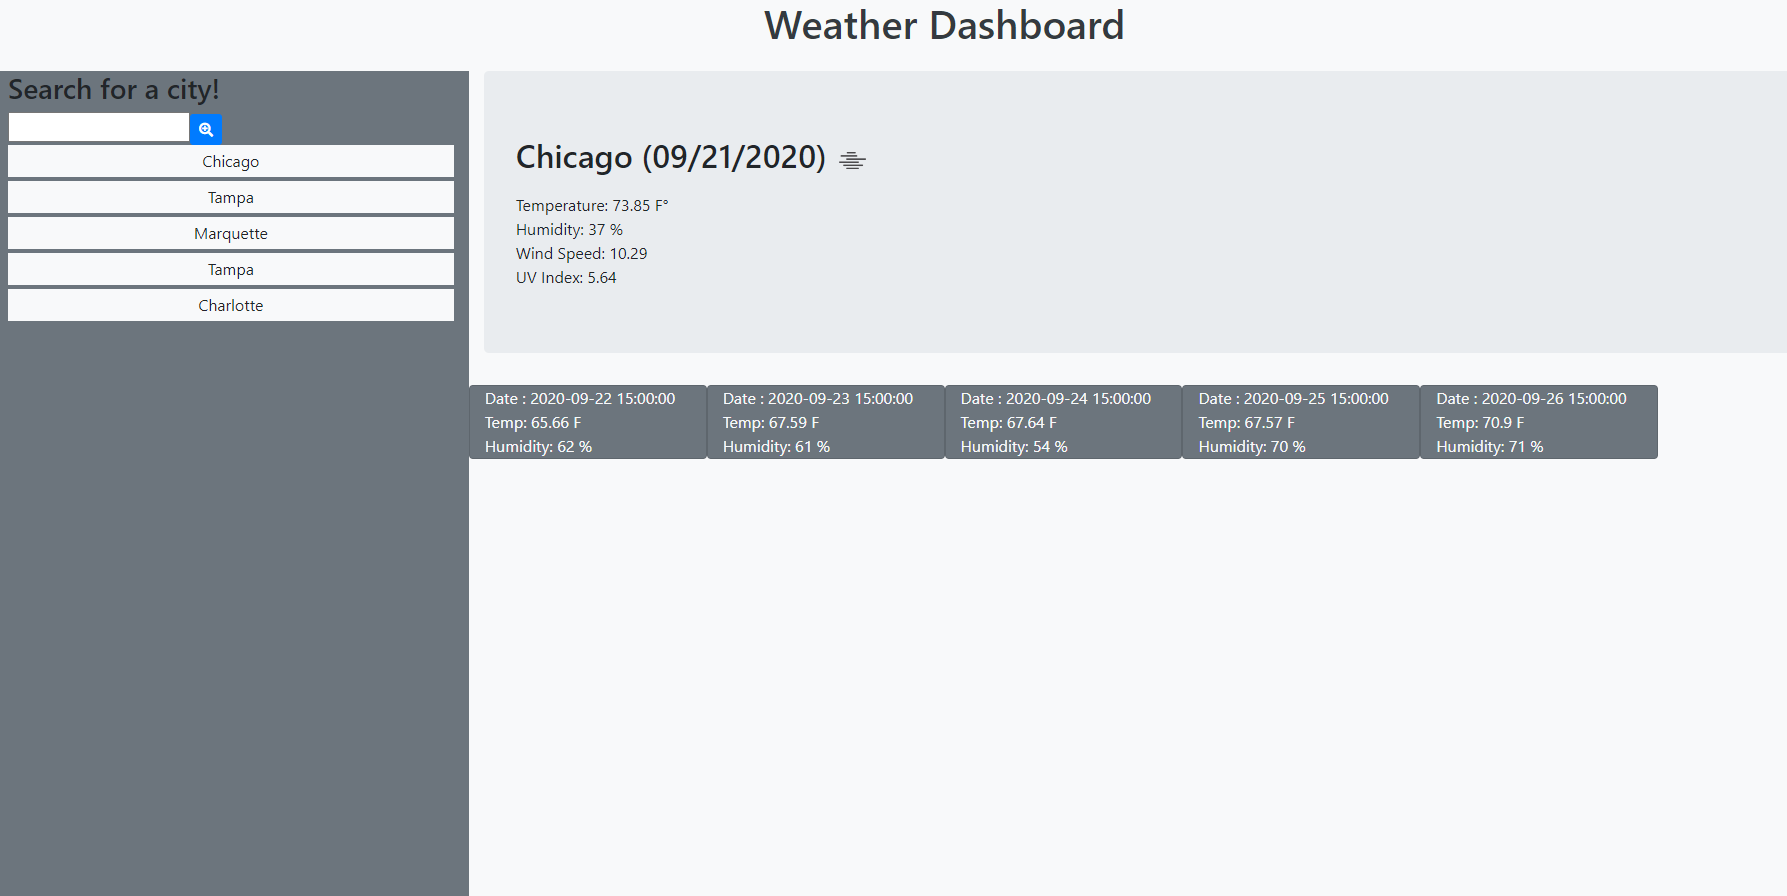 Weather Dashboard
Search for a city!
Chicago
Tampa
Marquette
Tampa
Charlotte
Chicago (09/21/2020)
Temperature: 73.85 F°
Humidity: 37 %
Wind Speed: 10.29
UV Index: 5.64
Date : 2020-09-22 15:00:00
Temp: 65.66 F
Humidity: 62 %
Date : 2020-09-23 15:00:00
Temp: 67.59 F
Humidity: 61 %
Date : 2020-09-24 15:00:00
Temp: 67.64 F
Humidity: 54 %
Date : 2020-09-25 15:00:00
Temp: 67.57 F
Humidity: 70 %
Date : 2020-09-26 15:00:00
Temp: 70.9 F
Humidity: 71 %